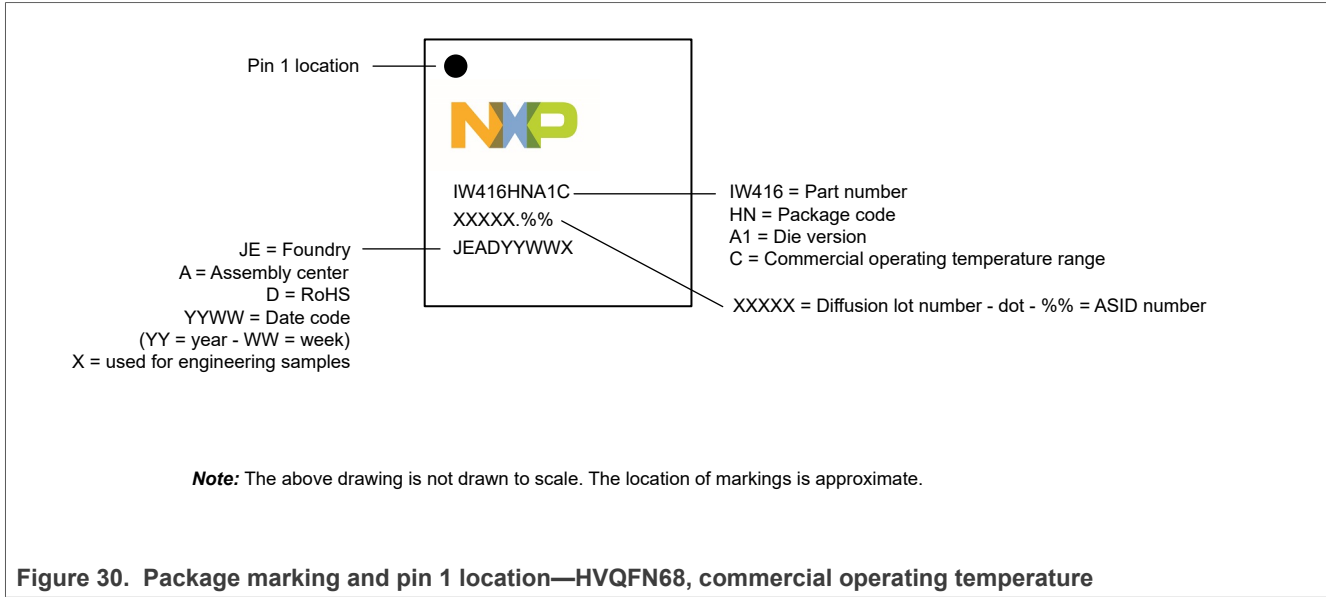 Pin 1 location
NXP
IW416HNA1C
XXXXX.%%
JEADYYWWX
IW416 = Part number
HN = Package code
A1 = Die version
C = Commercial operating temperature range
XXXXX = Diffusion lot number - dot - %% = ASID number
JE = Foundry
A = Assembly center
D = RoHS
YYWW = Date code
(YY = year - WW = week)
X = used for engineering samples
Note: The above drawing is not drawn to scale. The location of markings is approximate.
Figure 30. Package marking and pin 1 location—HVQFN68, commercial operating temperature